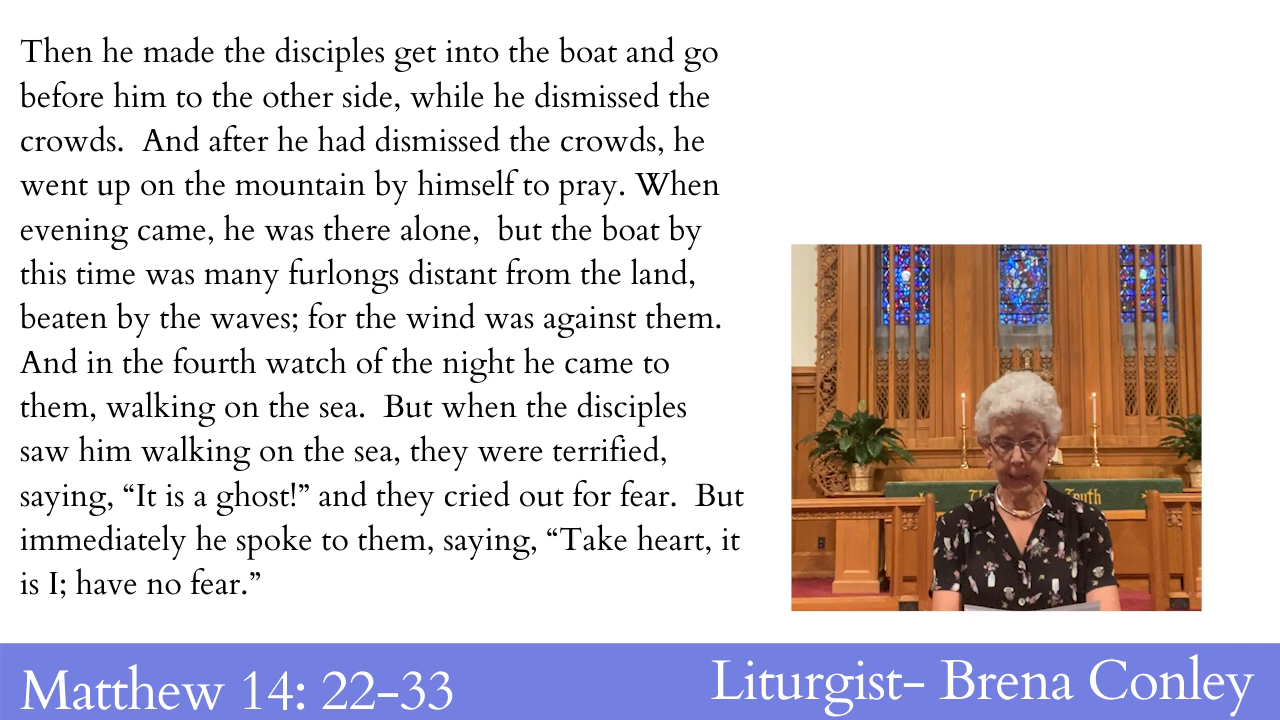 Then he made the disciples get into the boat and go
before him to the other side, while he dismissed the
crowds.  And after he had dismissed the crowds, he
went up on the mountain by himself to pray. When
evening came, he was there alone,  but the boat by
this time was many furlongs distant from the land,
beaten by the waves; for the wind was against them.
And in the fourth watch of the night he came to
them, walking on the sea.  But when the disciples
saw him walking on the sea, they were terrified,
saying, “It is a ghost!” and they cried out for fear.  But
immediately he spoke to them, saying, “Take heart, it
is I; have no fear.”
Matthew 14: 22-33
Liturgist- Brena Conley